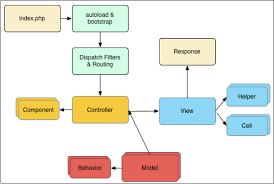 index.php
autoload &
bootstrap
Dispatch Filters
& Routing
Response
Component
Controller
View
Helper
Cell
Behavior
Model